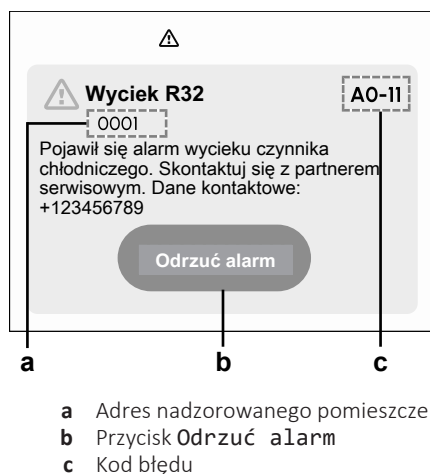 Wyciek R32
A0-11
0001
Pojawił się alarm wycieku czynnika
chłodniczego. Skontaktuj się z partnerem
serwisowym. Dane kontaktowe:
+123456789
Odrzuć alarm
a b c
a Adres nadzorowanego pomieszcze
b Przycisk Odrzuć alarm
c Kod błędu